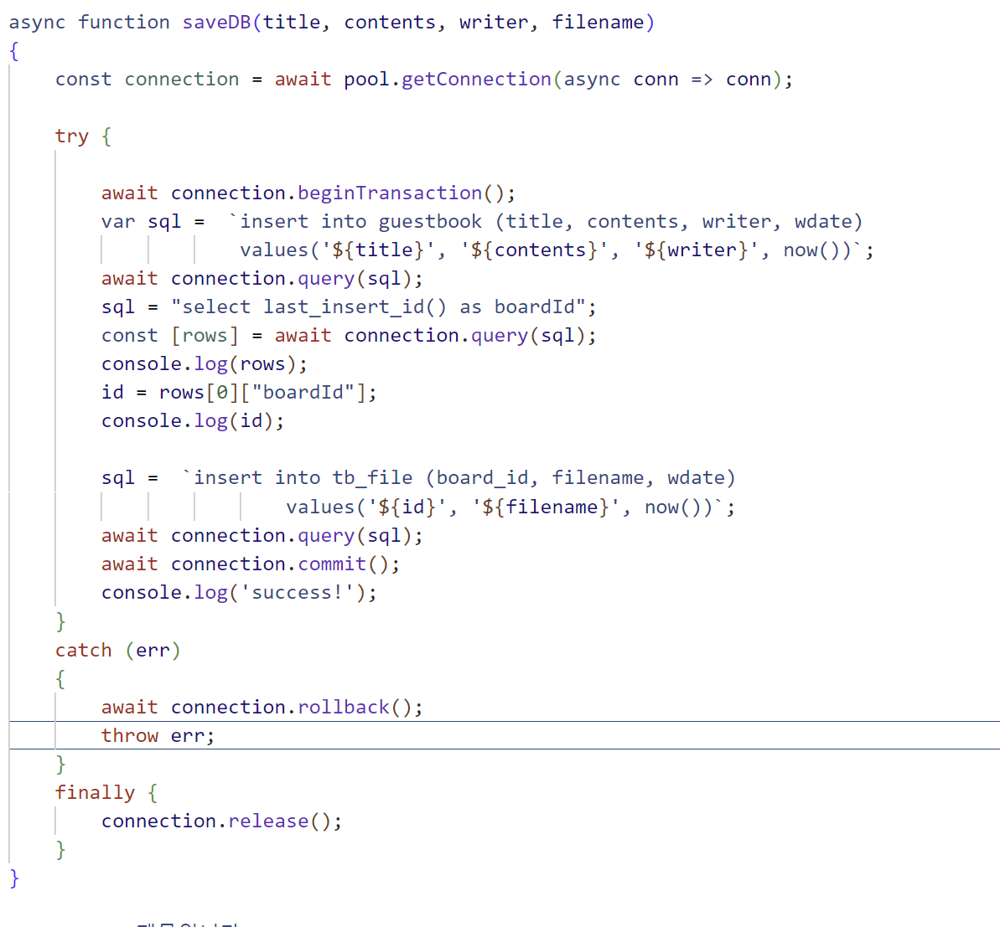 async function saveDB(title, contents, writer, filename)
{
    const connection = await pool.getConnection(async conn => conn);

    try {

        await connection.beginTransaction();
        var sql =  `insert into guestbook (title, contents, writer, wdate)
                    values('${title}', '${contents}', '${writer}', now())`;
        await connection.query(sql);
        sql = "select last_insert_id() as boardId";
        const [rows] = await connection.query(sql);
        console.log(rows);
        id = rows[0]["boardId"];
        console.log(id);

        sql =  `insert into tb_file (board_id, filename, wdate)
                        values('${id}', '${filename}', now())`;
        await connection.query(sql);
        await connection.commit();
        console.log('success!');
    }
    catch (err)
    {
        await connection.rollback();
        throw err;
    }
    finally {
        connection.release();
    }
}